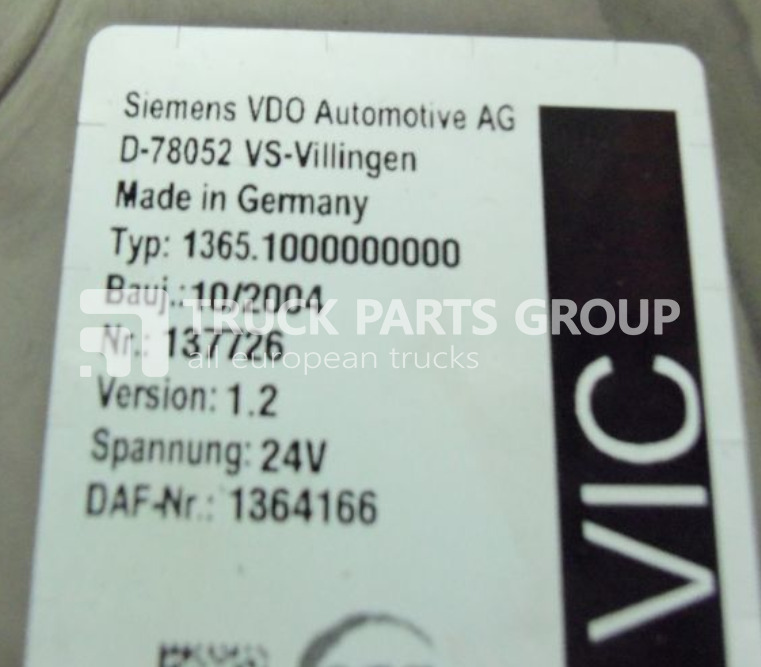 Siemens VDO Automotive AG
D-78052 VS-Villingen
Made in Germany
Typ: 1365.1000000000
Bauj.: 10/2004
Nr.: 137726
Version: 1.2
Spannung: 24V
DAF-Nr.: 1364166
VIC
TRUCK PARTS GROUP
all european trucks